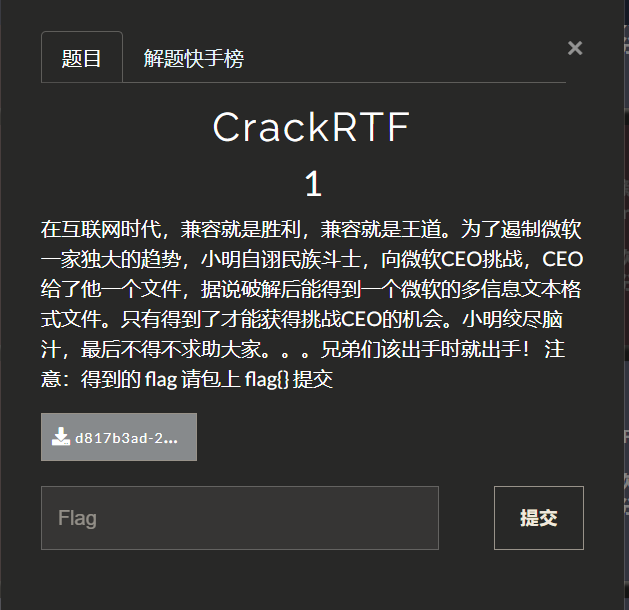 题目 解题快手榜 ×
CrackRTF
1
在互联网时代，兼容就是胜利，兼容就是王道。为了遏制微软
一家独大的趋势，小明自诩民族斗士，向微软CEO挑战，CEO
给了他一个文件，据说破解后能得到一个微软的多信息文本格
式文件。只有得到了才能获得挑战CEO的机会。小明绞尽脑
汁，最后不得不求助大家。。。兄弟们该出手时就出手！ 注
意：得到的 flag 请包上 flag{} 提交
d817b3ad-2...
Flag
提交